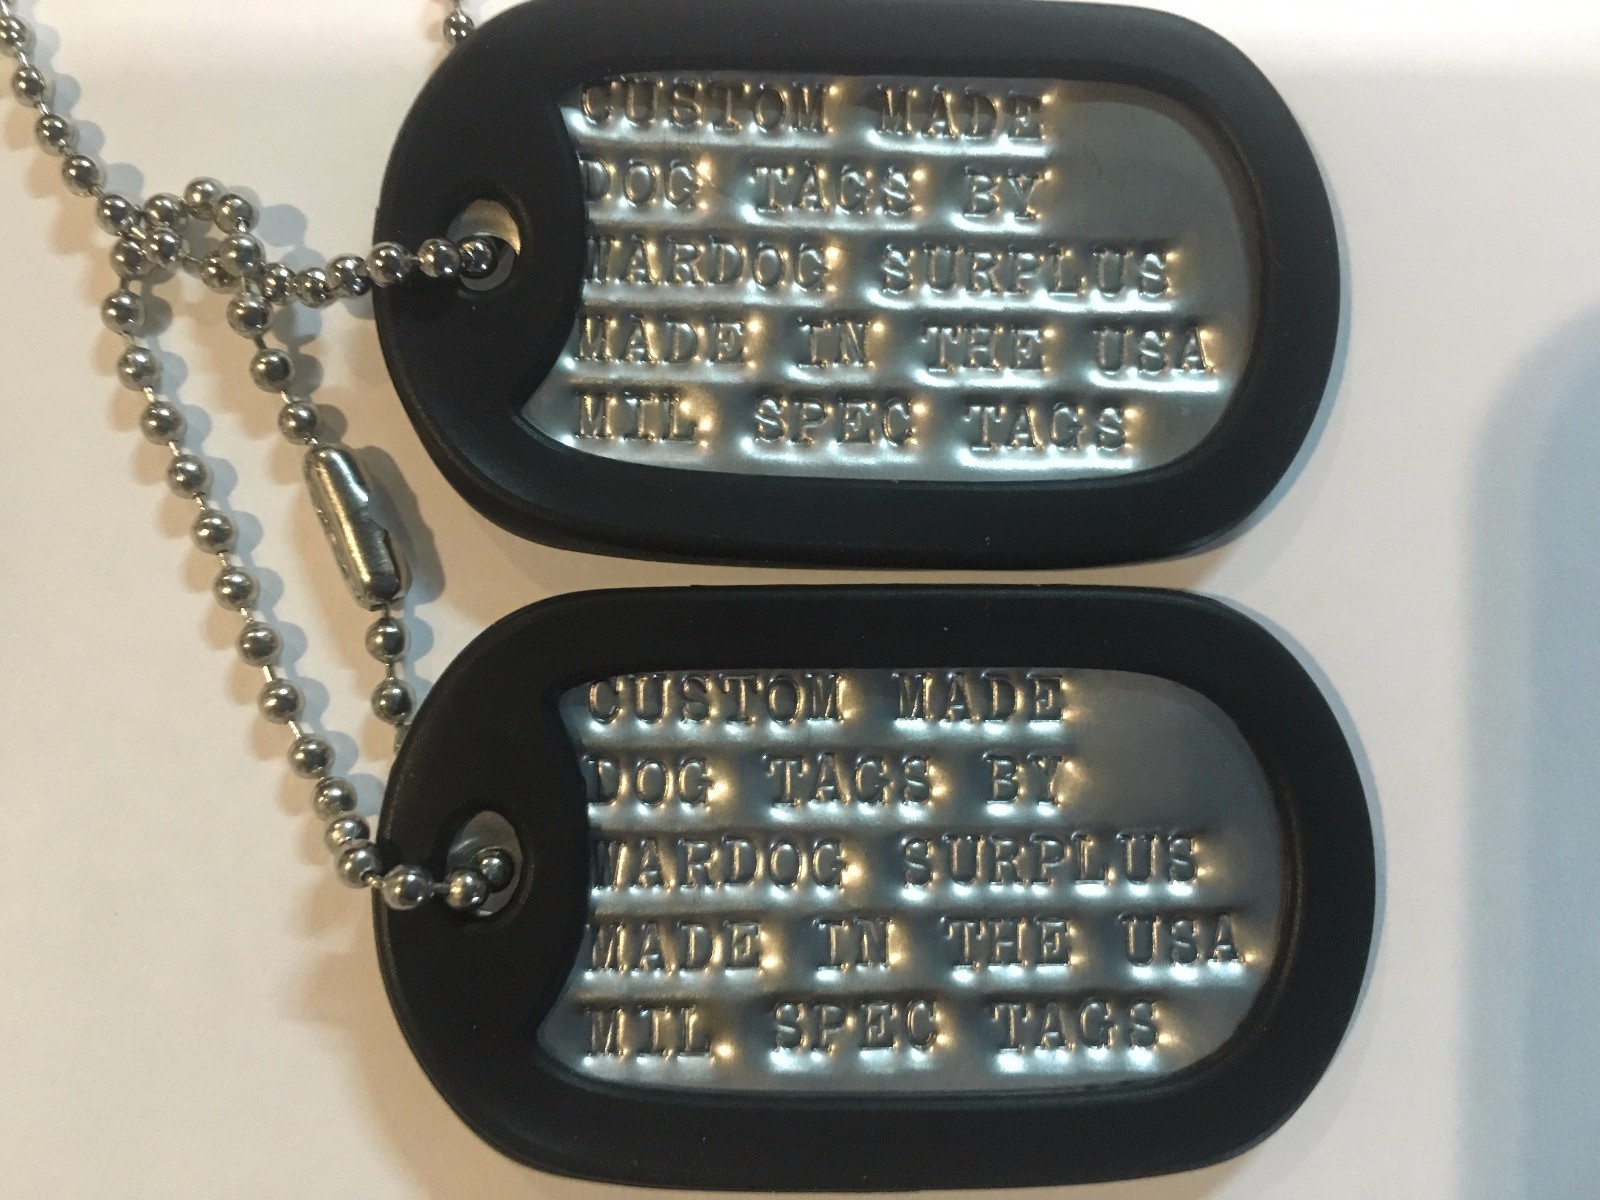 CUSTOM MADE
DOG TAGS BY
WARDOG SURPLUS
MADE IN THE USA
MIL SPEC TAGS
CUSTOM MADE
DOG TAGS BY
WARDOG SURPLUS
MADE IN THE USA
MIL SPEC TAGS